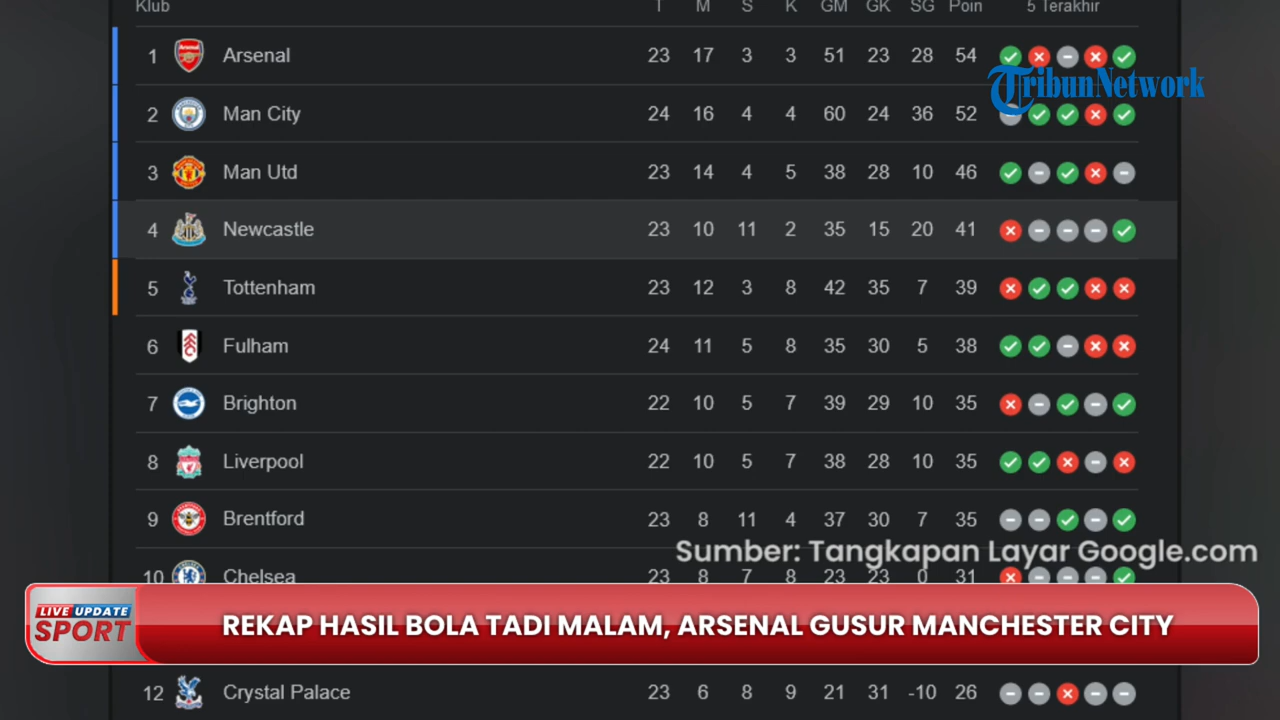 Klub T M S K GM GK SG Poin 5 Terakhir
1 Arsenal 23 17 3 3 51 23 28 54
TribunNetwork
2 Man City 24 16 4 4 60 24 36 52
3 Man Utd 23 14 4 5 38 28 10 46
4 Newcastle 23 10 11 2 35 15 20 41
5 Tottenham 23 12 3 8 42 35 7 39
6 Fulham 24 11 5 8 35 30 5 38
7 Brighton 22 10 5 7 39 29 10 35
8 Liverpool 22 10 5 7 38 28 10 35
9 Brentford 23 8 11 4 37 30 7 35
Sumber: Tangkapan Layar Google.com
10 Chelsea 23 8 7 8 23 23 0 31
LIVE UPDATE
SPORT
REKAP HASIL BOLA TADI MALAM, ARSENAL GUSUR MANCHESTER CITY
12 Crystal Palace 23 6 8 9 21 31 -10 26